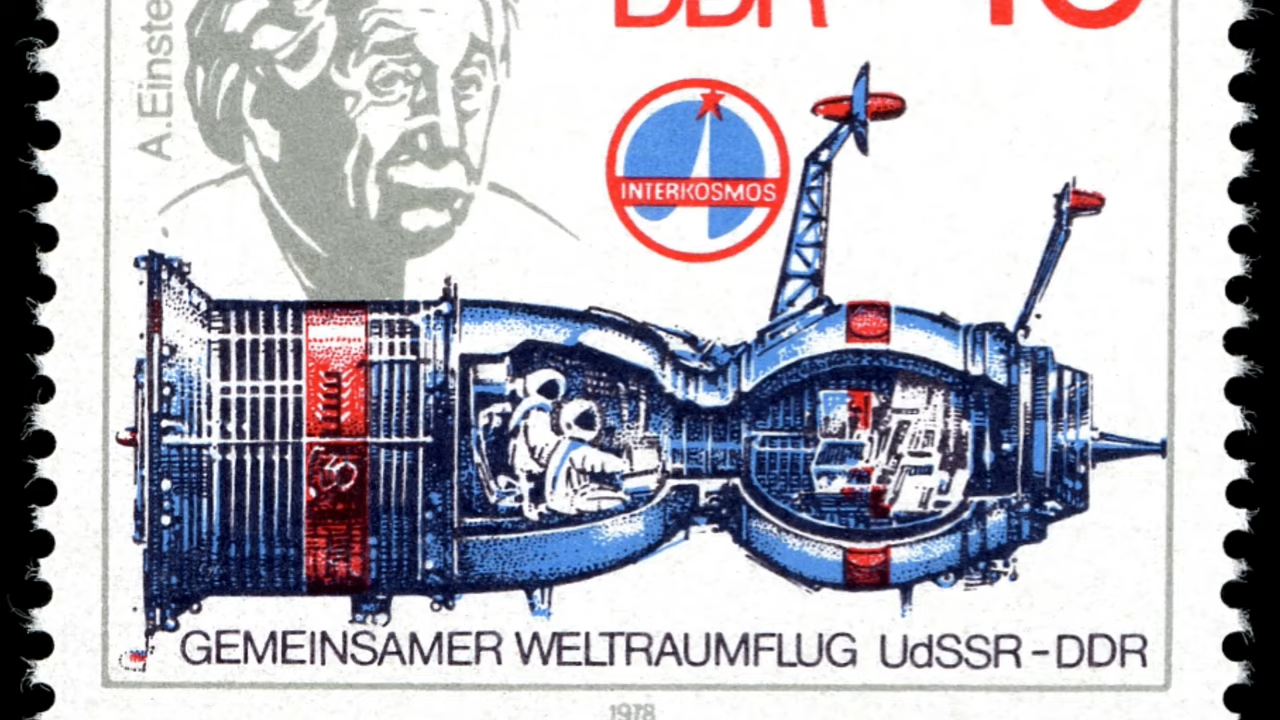 DDR
A.Einste
INTERKOSMOS
GEMEINSAMER WELTRAUMFLUG UdSSR-DDR
1978